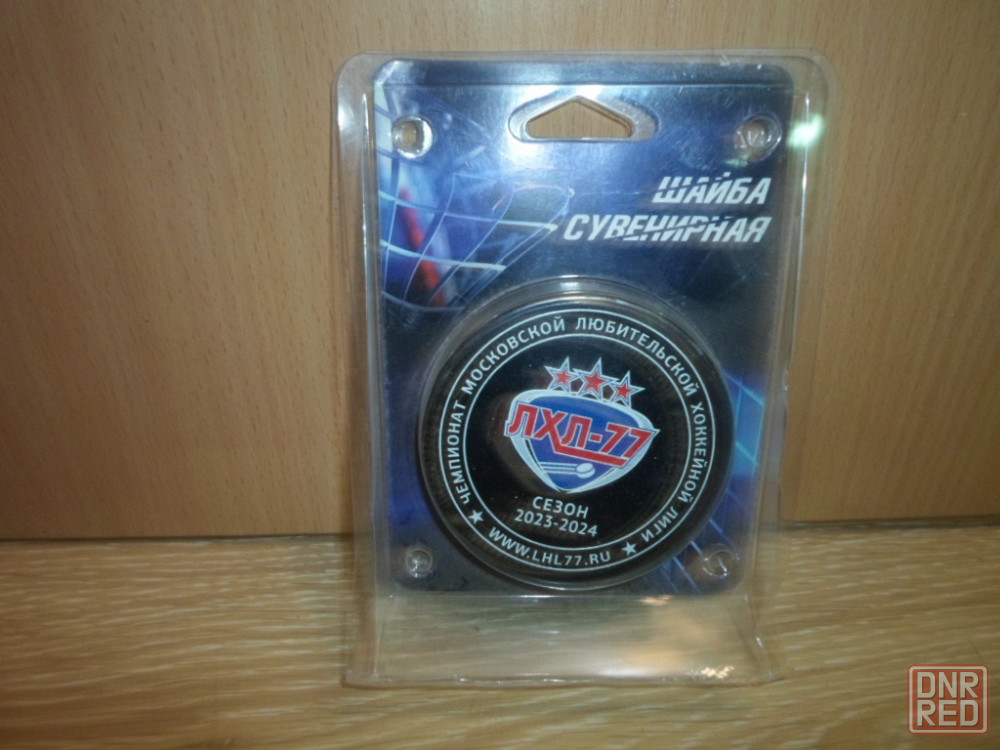 ШАЙБА
СУВЕНИРНАЯ
ЧЕМПИОНАТ МОСКОВСКОЙ ЛЮБИТЕЛЬСКОЙ ХОККЕЙНОЙ ЛИГИ
ЛХЛ-77
СЕЗОН
2023-2024
WWW.LHL77.RU
DNR
RED